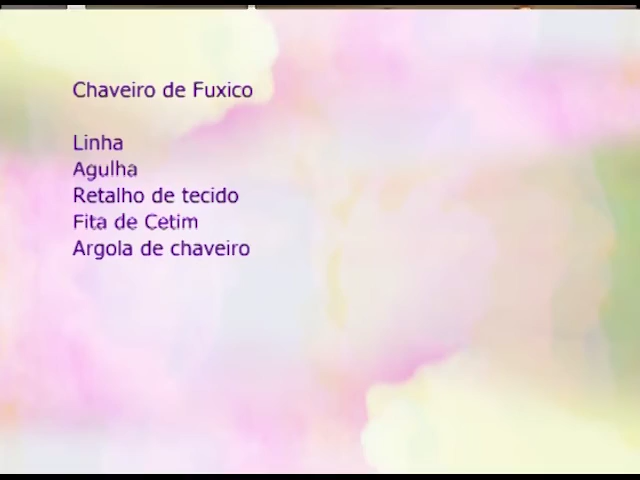 Chaveiro de Fuxico
Linha
Agulha
Retalho de tecido
Fita de Cetim
Argola de chaveiro